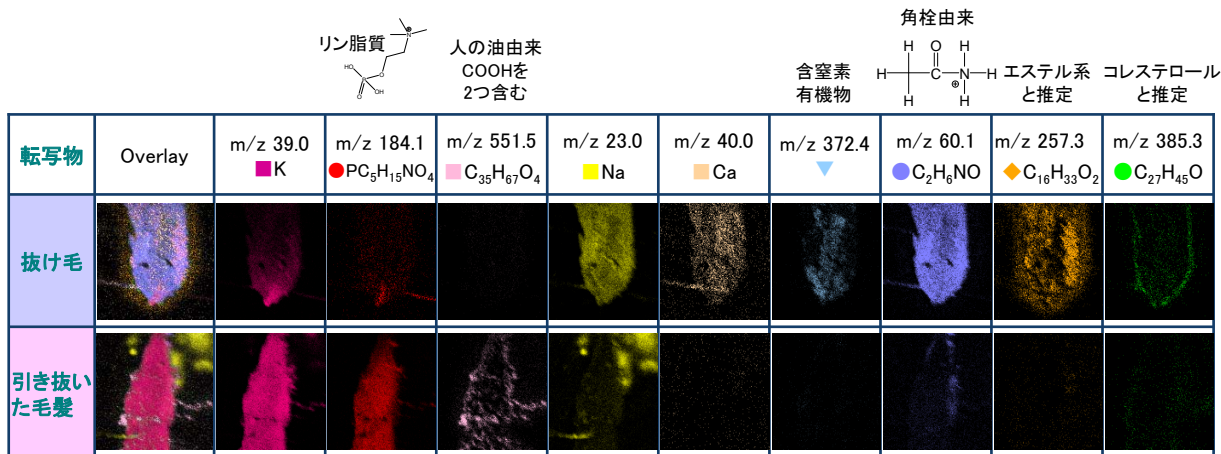 リン脂質
人の油由来
COOHを
2つ含む
含窒素
有機物
角栓由来
エステル系
と推定
コレステロール
と推定
N
⊕
HO
P
O
O
OH
H O H
H C N H
⊕
H H
転写物
Overlay
m/z 39.0
■K
m/z 184.1
●PC₅H₁₅NO₄
m/z 551.5
■C₃₅H₆₇O₄
m/z 23.0
■Na
m/z 40.0
■Ca
m/z 372.4
▼
m/z 60.1
●C₂H₆NO
m/z 257.3
◆C₁₆H₃₃O₂
m/z 385.3
●C₂₇H₄₅O
抜け毛
引き抜い
た毛髪